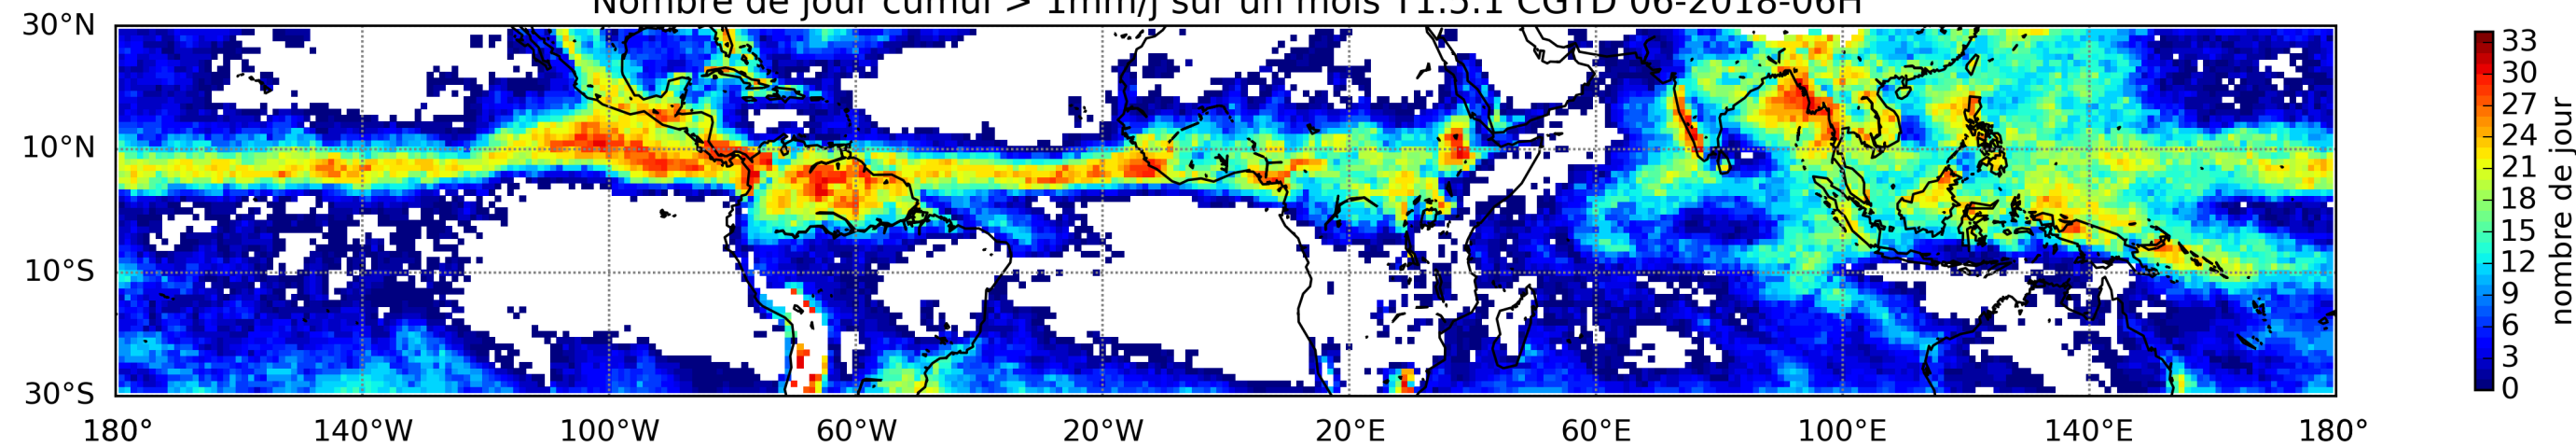 Nombre de jour cumul > 1mm/j sur un mois T1.5.1 CGTD 06-2018-06H
30°N
10°N
10°S
30°S
180° 140°W 100°W 60°W 20°W 20°E 60°E 100°E 140°E 180°
33
30
27
24
21
18
15
12
9
6
3
0
nombre de jour